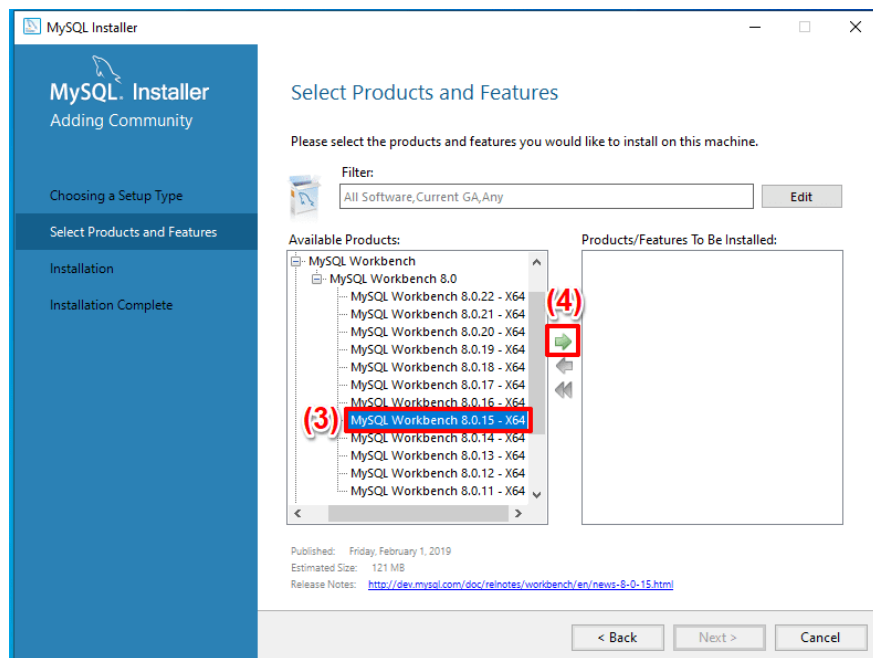 MySQL Installer
MySQL. Installer
Adding Community
Choosing a Setup Type
Select Products and Features
Installation
Installation Complete
Select Products and Features
Please select the products and features you would like to install on this machine.
Filter:
All Software,Current GA,Any
Edit
Available Products:
MySQL Workbench
MySQL Workbench 8.0
MySQL Workbench 8.0.22 - X64
MySQL Workbench 8.0.21 - X64
MySQL Workbench 8.0.20 - X64
MySQL Workbench 8.0.19 - X64
MySQL Workbench 8.0.18 - X64
MySQL Workbench 8.0.17 - X64
MySQL Workbench 8.0.16 - X64
(3) MySQL Workbench 8.0.15 - X64
MySQL Workbench 8.0.14 - X64
MySQL Workbench 8.0.13 - X64
MySQL Workbench 8.0.12 - X64
MySQL Workbench 8.0.11 - X64
(4)
Products/Features To Be Installed:
Published: Friday, February 1, 2019
Estimated Size: 121 MB
Release Notes: http://dev.mysql.com/doc/relnotes/workbench/en/news-8-0-15.html
< Back
Next >
Cancel